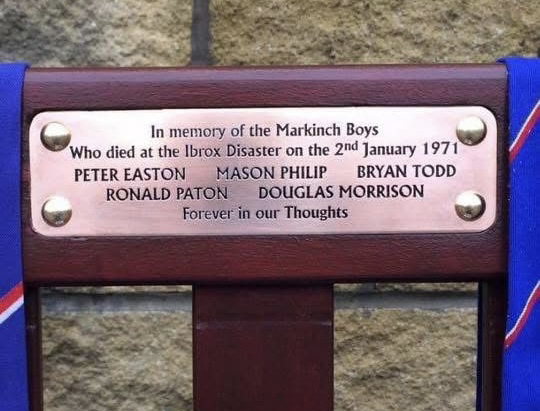 In memory of the Markinch Boys
Who died at the Ibrox Disaster on the 2nd January 1971
PETER EASTON MASON PHILIP BRYAN TODD
RONALD PATON DOUGLAS MORRISON
Forever in our Thoughts